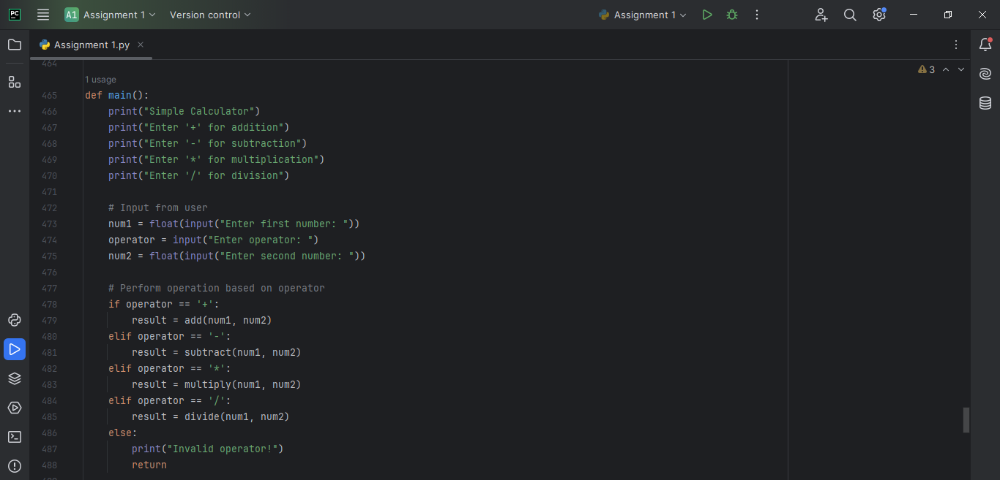 PC A1 Assignment 1 Version control Assignment 1
Assignment 1.py
464
1 usage
3
465 def main():
466     print("Simple Calculator")
467     print("Enter '+' for addition")
468     print("Enter '-' for subtraction")
469     print("Enter '*' for multiplication")
470     print("Enter '/' for division")
471
472     # Input from user
473     num1 = float(input("Enter first number: "))
474     operator = input("Enter operator: ")
475     num2 = float(input("Enter second number: "))
476
477     # Perform operation based on operator
478     if operator == '+':
479         result = add(num1, num2)
480     elif operator == '-':
481         result = subtract(num1, num2)
482     elif operator == '*':
483         result = multiply(num1, num2)
484     elif operator == '/':
485         result = divide(num1, num2)
486     else:
487         print("Invalid operator!")
488         return